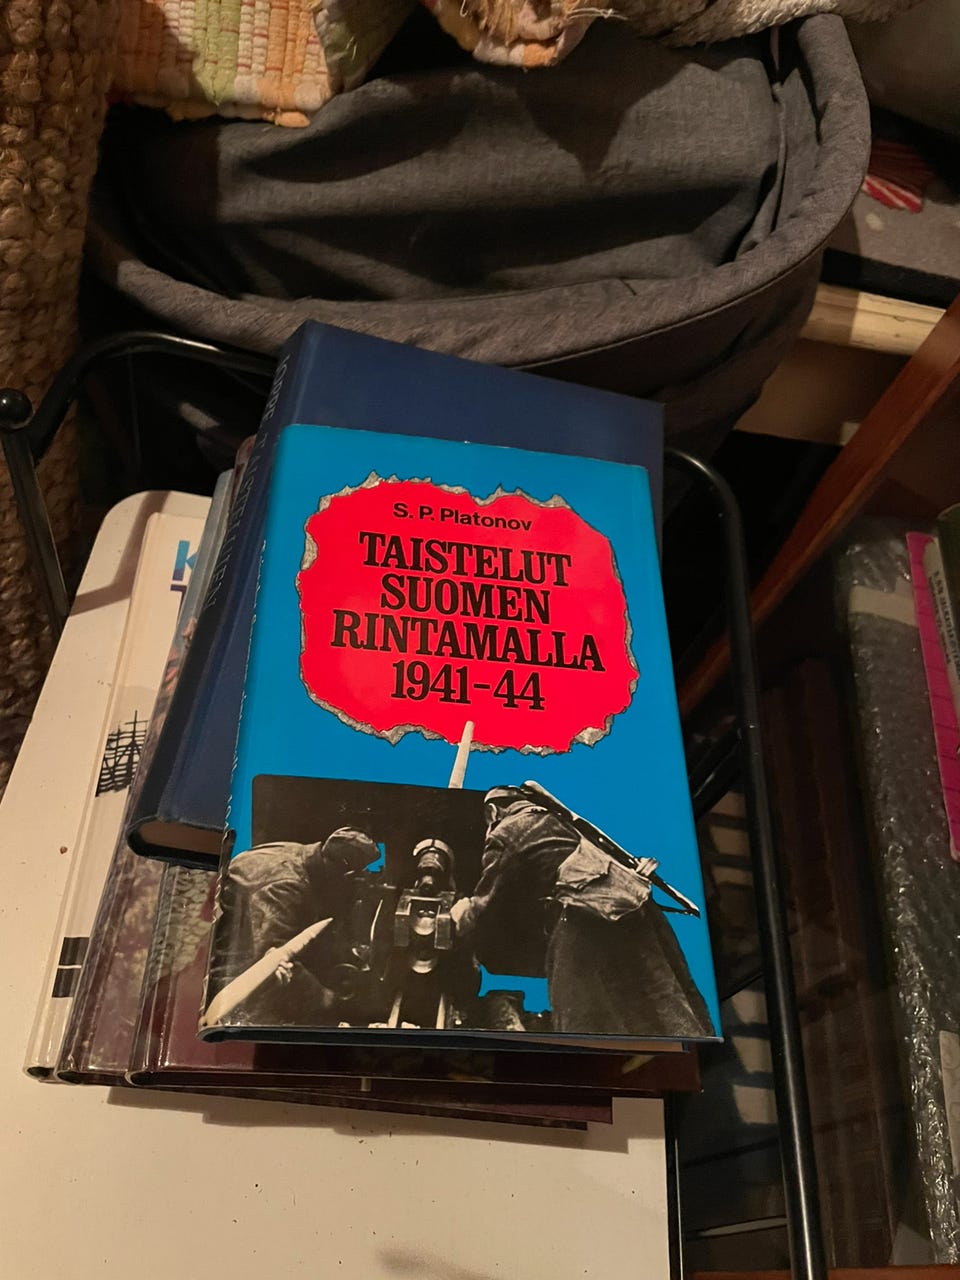 S. P. Platonov
TAISTELUT
SUOMEN
RINTAMALLA
1941-44